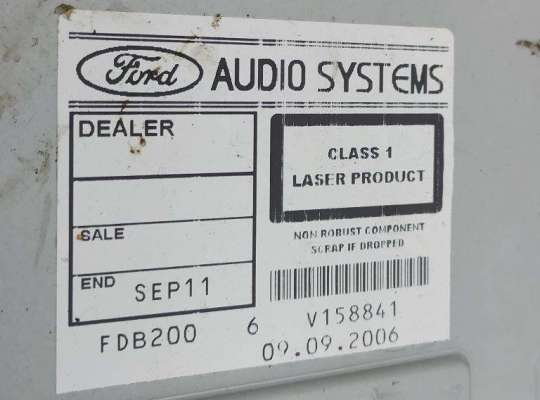 Ford AUDIO SYSTEMS
DEALER
SALE
END SEP11
FDB200 6
CLASS 1
LASER PRODUCT
NON ROBUST COMPONENT
SCRAP IF DROPPED
V158841
09.09.2006